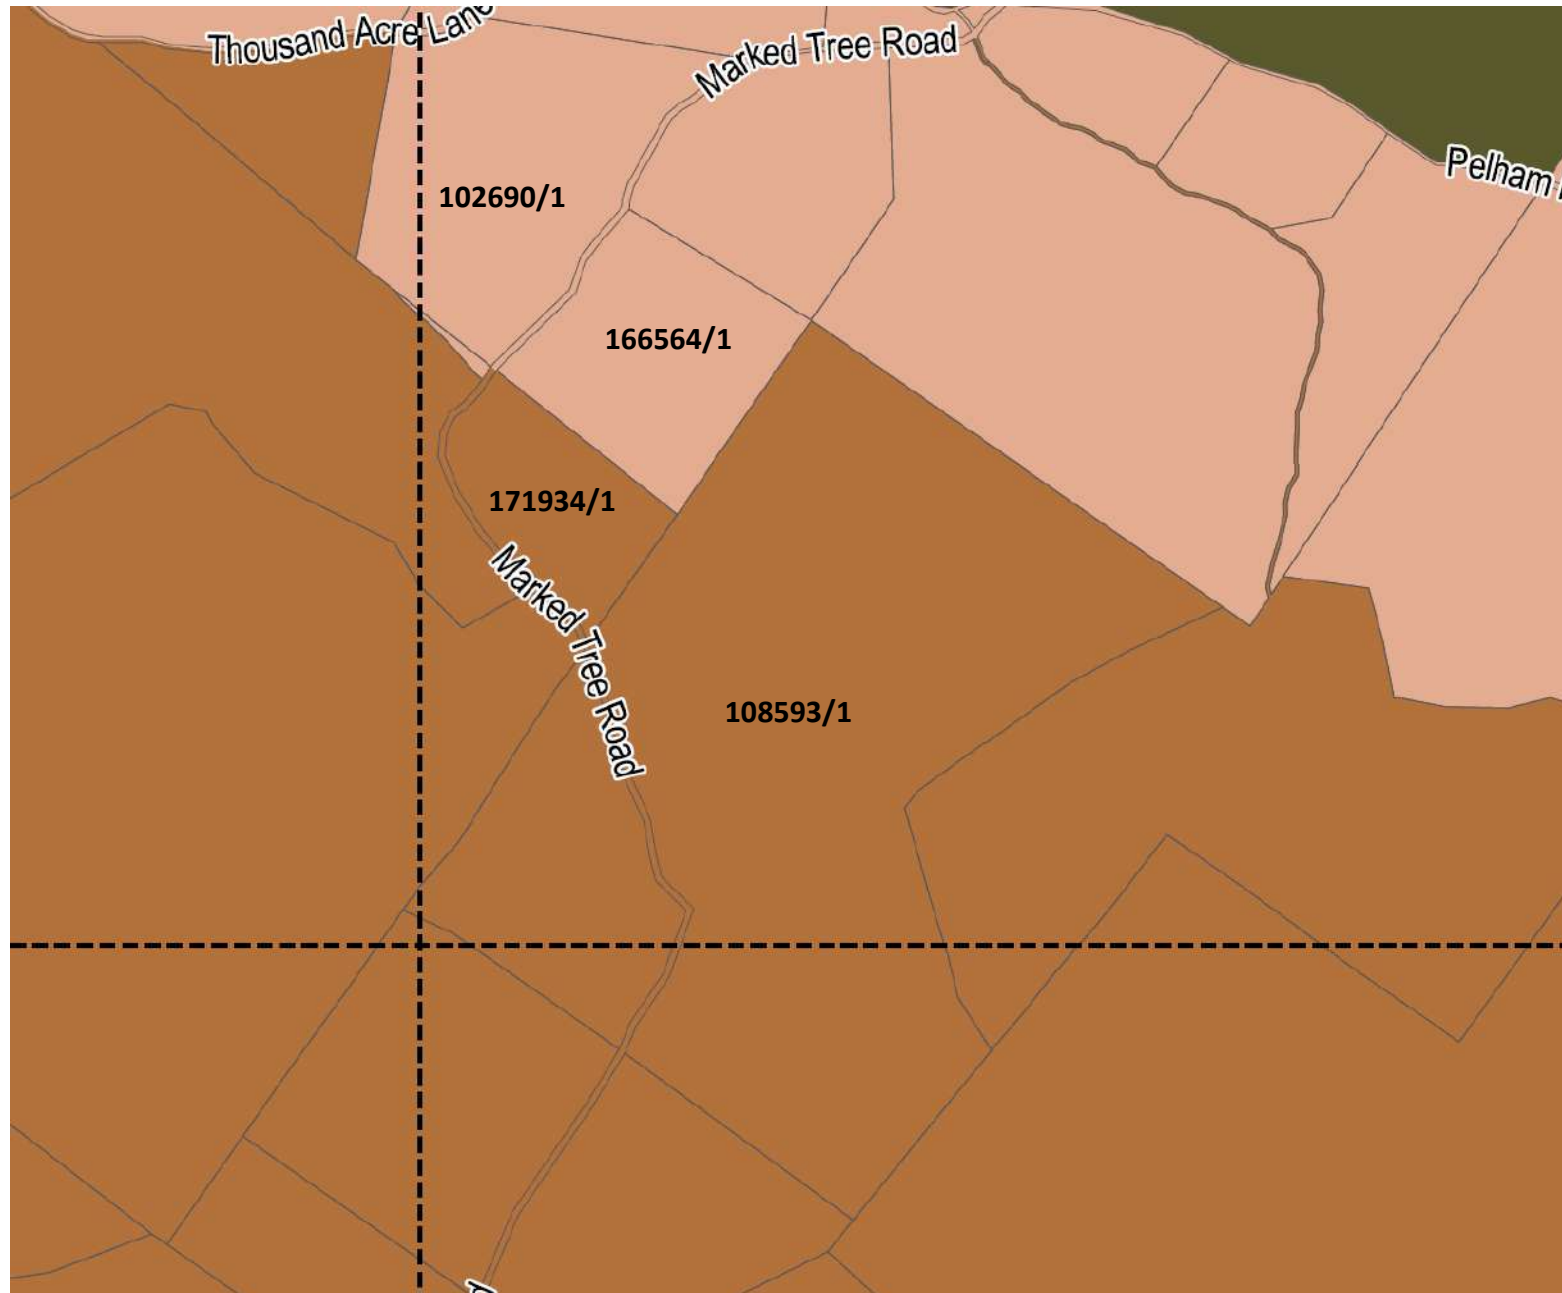 Thousand Acre Lane
Marked Tree Road
Pelham
102690/1
166564/1
171934/1
Marked Tree Road
108593/1